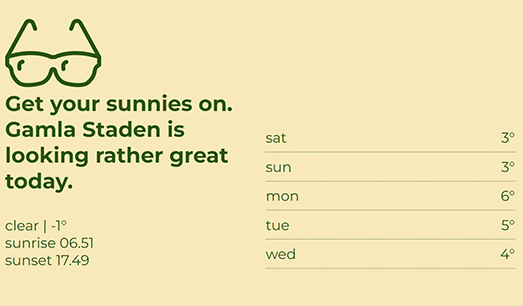 Get your sunnies on.
Gamla Staden is
looking rather great
today.
clear | -1°
sunrise 06.51
sunset 17.49
sat 3°
sun 3°
mon 6°
tue 5°
wed 4°